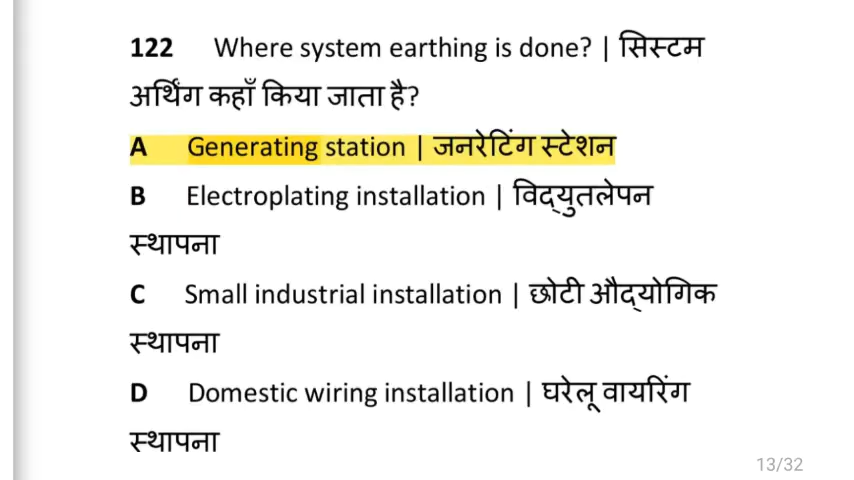 122 Where system earthing is done? | सिस्टम
अर्थिंग कहाँ किया जाता है?
A Generating station | जनरेटिंग स्टेशन
B Electroplating installation | विद्युतलेपन
स्थापना
C Small industrial installation | छोटी औद्योगिक
स्थापना
D Domestic wiring installation | घरेलू वायरिंग
स्थापना
13/32